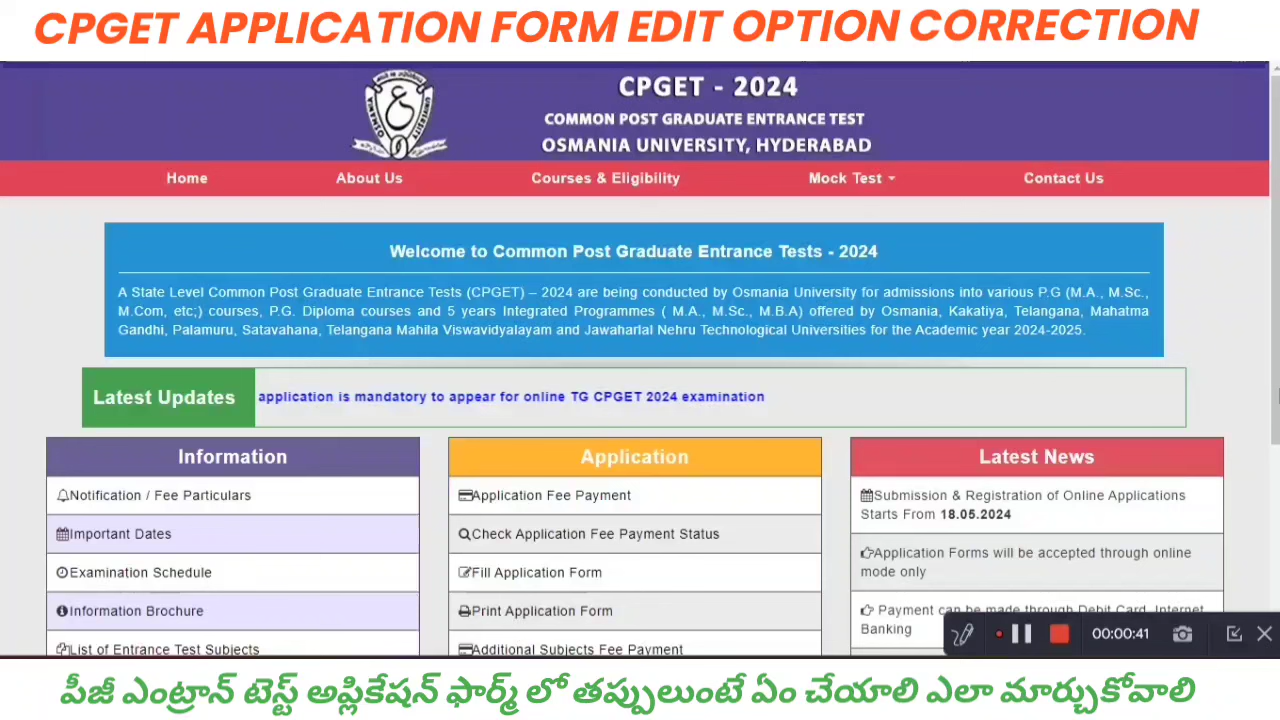 CPGET APPLICATION FORM EDIT OPTION CORRECTION
CPGET - 2024
COMMON POST GRADUATE ENTRANCE TEST
OSMANIA UNIVERSITY, HYDERABAD
Home About Us Courses & Eligibility Mock Test Contact Us
Welcome to Common Post Graduate Entrance Tests - 2024
A State Level Common Post Graduate Entrance Tests (CPGET) – 2024 are being conducted by Osmania University for admissions into various P.G (M.A., M.Sc.,
M.Com, etc;) courses, P.G. Diploma courses and 5 years Integrated Programmes ( M.A., M.Sc., M.B.A) offered by Osmania, Kakatiya, Telangana, Mahatma
Gandhi, Palamuru, Satavahana, Telangana Mahila Viswavidyalayam and Jawaharlal Nehru Technological Universities for the Academic year 2024-2025.
Latest Updates
application is mandatory to appear for online TG CPGET 2024 examination
Information
Notification / Fee Particulars
Important Dates
Examination Schedule
Information Brochure
List of Entrance Test Subjects
Application
Application Fee Payment
Check Application Fee Payment Status
Fill Application Form
Print Application Form
Additional Subjects Fee Payment
Latest News
Submission & Registration of Online Applications
Starts From 18.05.2024
Application Forms will be accepted through online
mode only
Payment can be made through Debit Card, Internet
Banking
00:00:41
పీజీ ఎంట్రాన్ టెస్ట్ అప్లికేషన్ ఫార్మ్ లో తప్పులుంటే ఏం చేయాలి ఎలా మార్చుకోవాలి